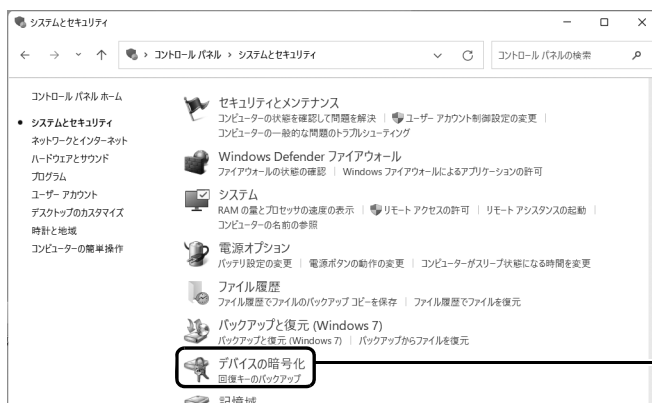 システムとセキュリティ
コントロール パネル › システムとセキュリティ
コントロール パネルの検索
コントロール パネル ホーム
システムとセキュリティ
ネットワークとインターネット
ハードウェアとサウンド
プログラム
ユーザー アカウント
デスクトップのカスタマイズ
時計と地域
コンピューターの簡単操作
セキュリティとメンテナンス
コンピューターの状態を確認して問題を解決 | ユーザー アカウント制御設定の変更 |
コンピューターの一般的な問題のトラブルシューティング
Windows Defender ファイアウォール
ファイアウォールの状態の確認 | Windows ファイアウォールによるアプリケーションの許可
システム
RAM の量とプロセッサの速度の表示 | リモート アクセスの許可 | リモート アシスタンスの起動 |
コンピューターの名前の参照
電源オプション
バッテリ設定の変更 | 電源ボタンの動作の変更 | コンピューターがスリープ状態になる時間を変更
ファイル履歴
ファイル履歴でファイルのバックアップ コピーを保存 | ファイル履歴でファイルを復元
バックアップと復元 (Windows 7)
バックアップと復元 (Windows 7) | バックアップからファイルを復元
デバイスの暗号化
回復キーのバックアップ
記憶域